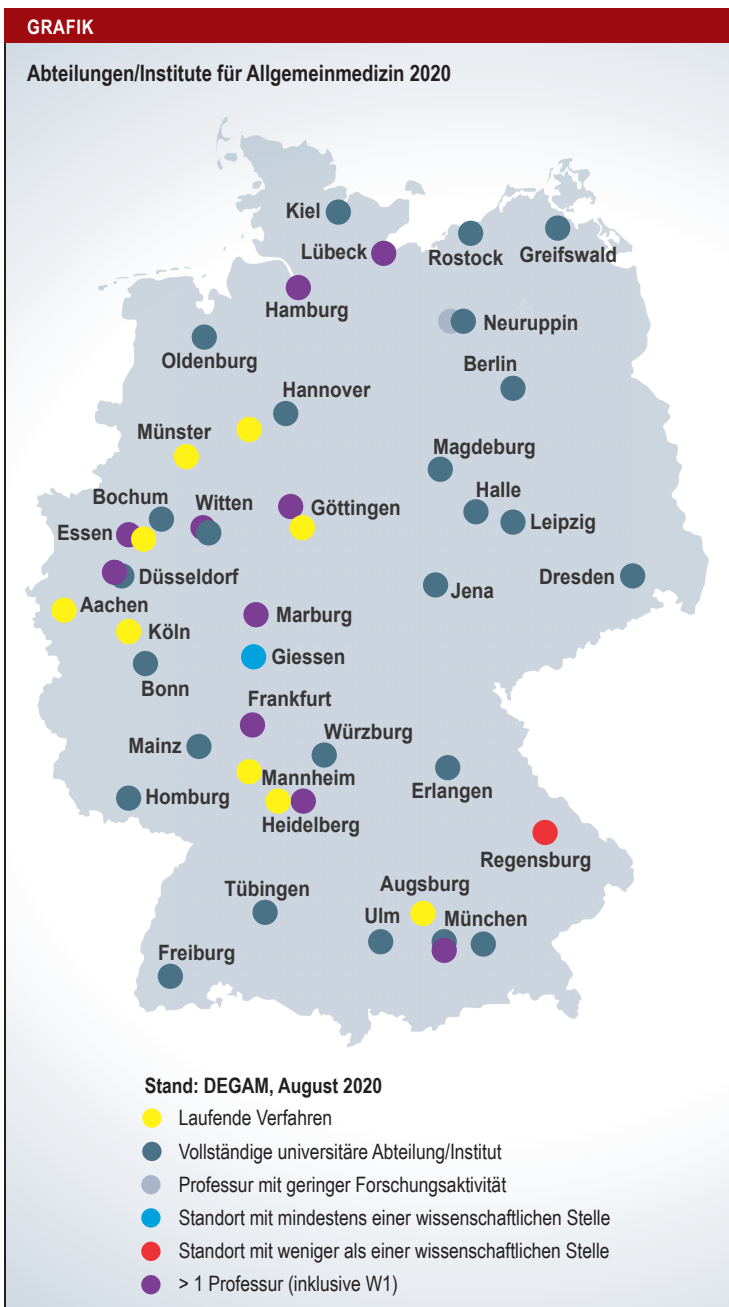 GRAFIK
Abteilungen/Institute für Allgemeinmedizin 2020
Kiel
Lübeck
Rostock
Greifswald
Hamburg
Neuruppin
Oldenburg
Berlin
Hannover
Münster
Magdeburg
Bochum
Witten
Göttingen
Halle
Leipzig
Essen
Düsseldorf
Jena
Dresden
Aachen
Köln
Marburg
Giessen
Bonn
Frankfurt
Mainz
Würzburg
Mannheim
Erlangen
Homburg
Heidelberg
Regensburg
Tübingen
Augsburg
Ulm
München
Freiburg
Stand: DEGAM, August 2020
Laufende Verfahren
Vollständige universitäre Abteilung/Institut
Professur mit geringer Forschungsaktivität
Standort mit mindestens einer wissenschaftlichen Stelle
Standort mit weniger als einer wissenschaftlichen Stelle
> 1 Professur (inklusive W1)